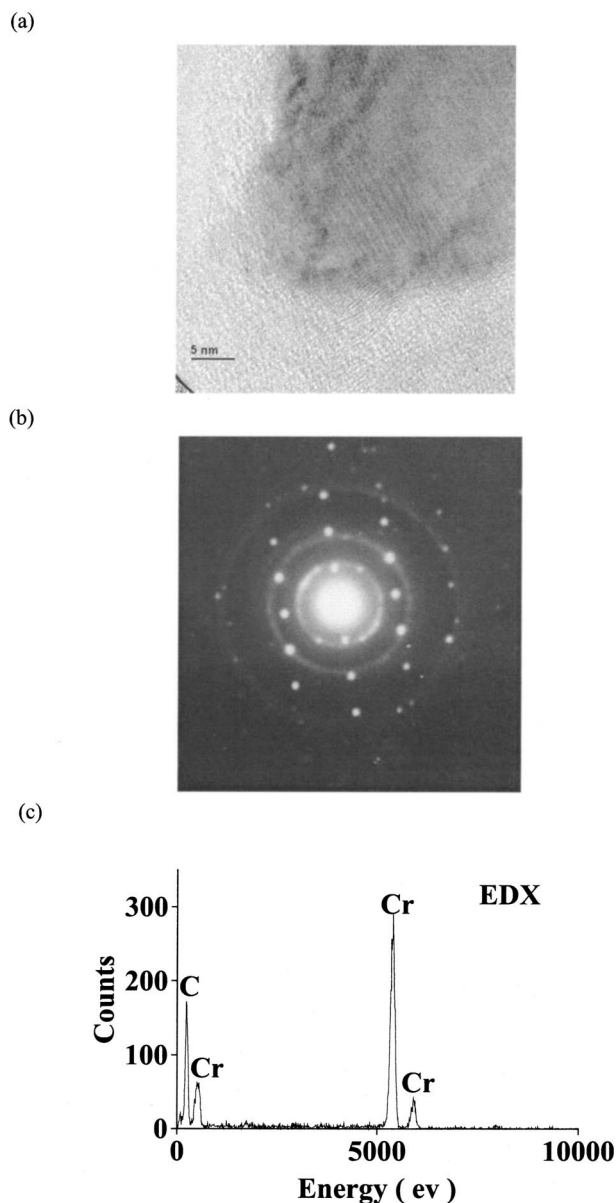 (a)
5 nm
(b)
(c)
EDX
Cr
C
Cr
Cr
300
200
100
0
Counts
0
5000
10000
Energy ( ev )